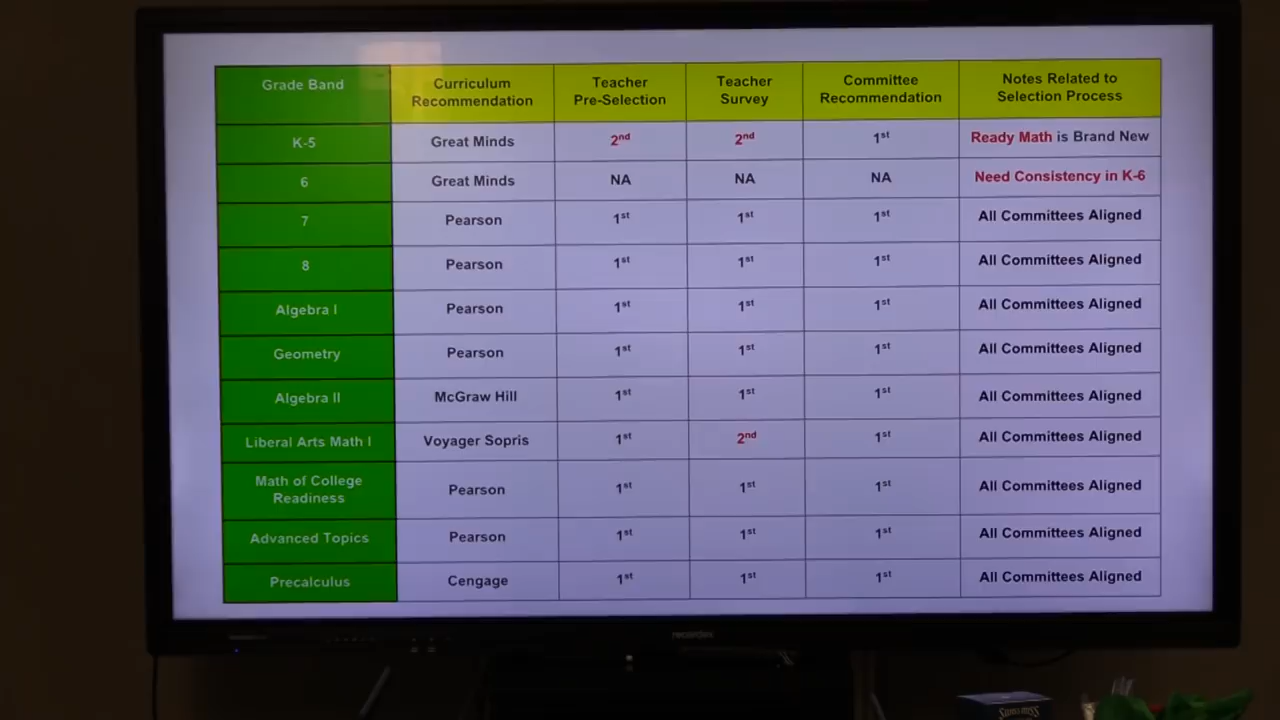 Grade Band
Curriculum
Recommendation
Teacher
Pre-Selection
Teacher
Survey
Committee
Recommendation
Notes Related to
Selection Process
K-5
Great Minds
2nd
2nd
1st
Ready Math is Brand New
6
Great Minds
NA
NA
NA
Need Consistency in K-6
7
Pearson
1st
1st
1st
All Committees Aligned
8
Pearson
1st
1st
1st
All Committees Aligned
Algebra I
Pearson
1st
1st
1st
All Committees Aligned
Geometry
Pearson
1st
1st
1st
All Committees Aligned
Algebra II
McGraw Hill
1st
1st
1st
All Committees Aligned
Liberal Arts Math I
Voyager Sopris
1st
2nd
1st
All Committees Aligned
Math of College
Readiness
Pearson
1st
1st
1st
All Committees Aligned
Advanced Topics
Pearson
1st
1st
1st
All Committees Aligned
Precalculus
Cengage
1st
1st
1st
All Committees Aligned
recordex